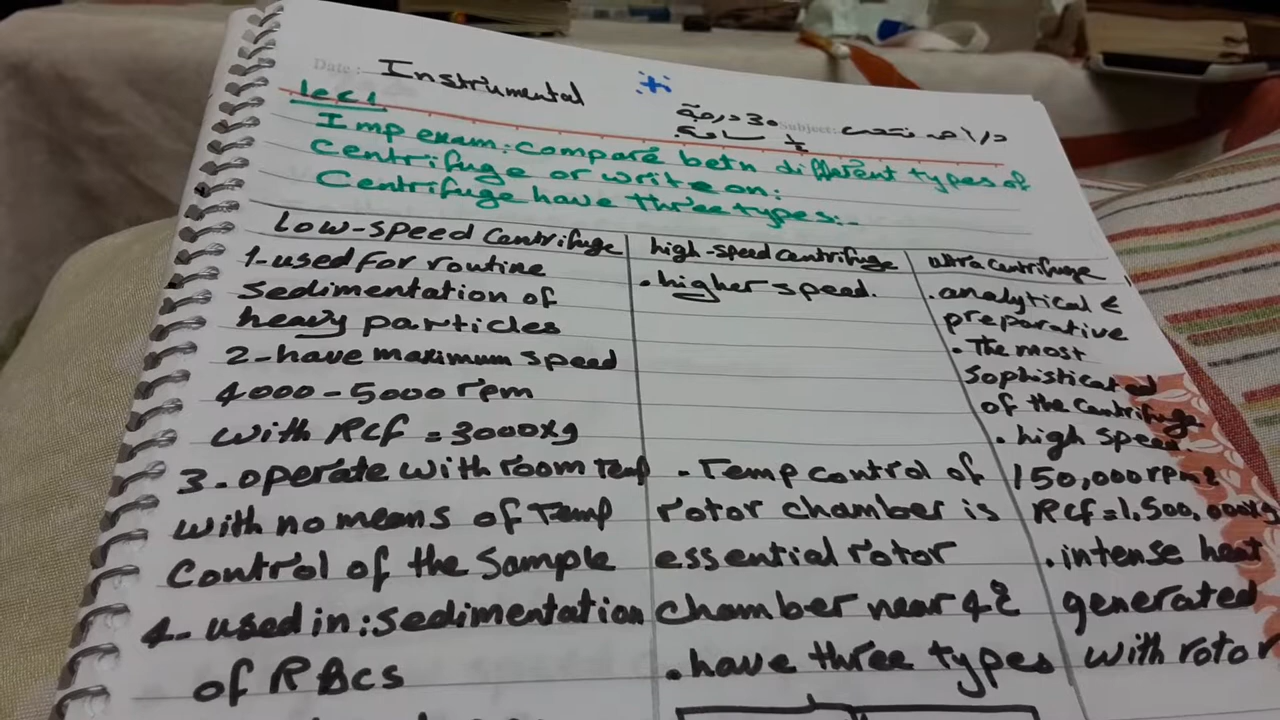 Date:
Instrumental
lec1
د/ ص
30 درجة
Subject:
½ ساعة
Imp exam: compare betn different types of
Centrifuge or write on:
Centrifuge have three types:-
Low-speed Centrifuge
1-used for routine
sedimentation of
heavy particles
2-have maximum speed
4000-5000 rpm
with RCf = 3000xg
3-operate with room Temp
with no means of Temp
Control of the Sample
4-used in: sedimentation
of RBcs
high-speed centrifuge
. higher speed.
. Temp control of
rotor chamber is
essential rotor
chamber near 4
. have three types
ultra Centrifuge
. analytical &
preparative
. The most
Sophisticated
of the Centrifuge
. high speed
150,000 rpm &
RCf=1,500,000xg
. intense heat
generated
with rotor